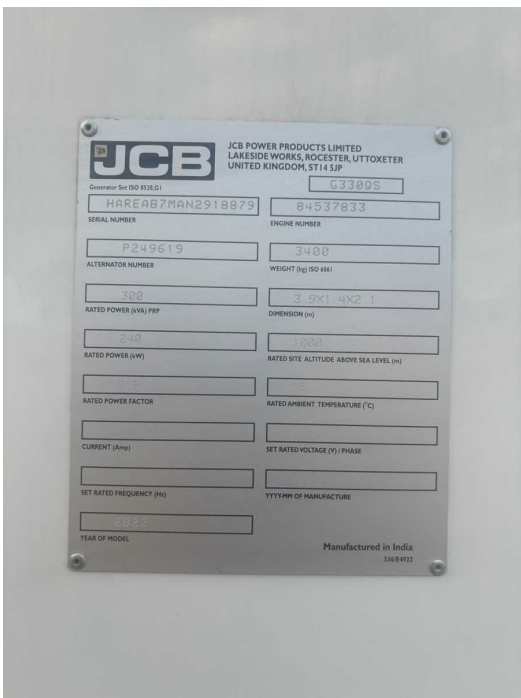 JCB
JCB POWER PRODUCTS LIMITED
LAKESIDE WORKS, ROCESTER, UTTOXETER
UNITED KINGDOM, ST14 5JP
Generator Set ISO 8528, G1
G330QS
HAREAB7MAN2918879
SERIAL NUMBER
84537833
ENGINE NUMBER
P249619
ALTERNATOR NUMBER
3400
WEIGHT (kg) ISO 6061
300
RATED POWER (kVA) PRP
3.9X1.4X2.1
DIMENSION (m)
240
RATED POWER (kW)
1000
RATED SITE ALTITUDE ABOVE SEA LEVEL (m)
RATED POWER FACTOR
RATED AMBIENT TEMPERATURE (°C)
CURRENT (Amp)
SET RATED VOLTAGE (V) / PHASE
SET RATED FREQUENCY (Hz)
YYYY-MM OF MANUFACTURE
2022
YEAR OF MODEL
Manufactured in India
336/E4922